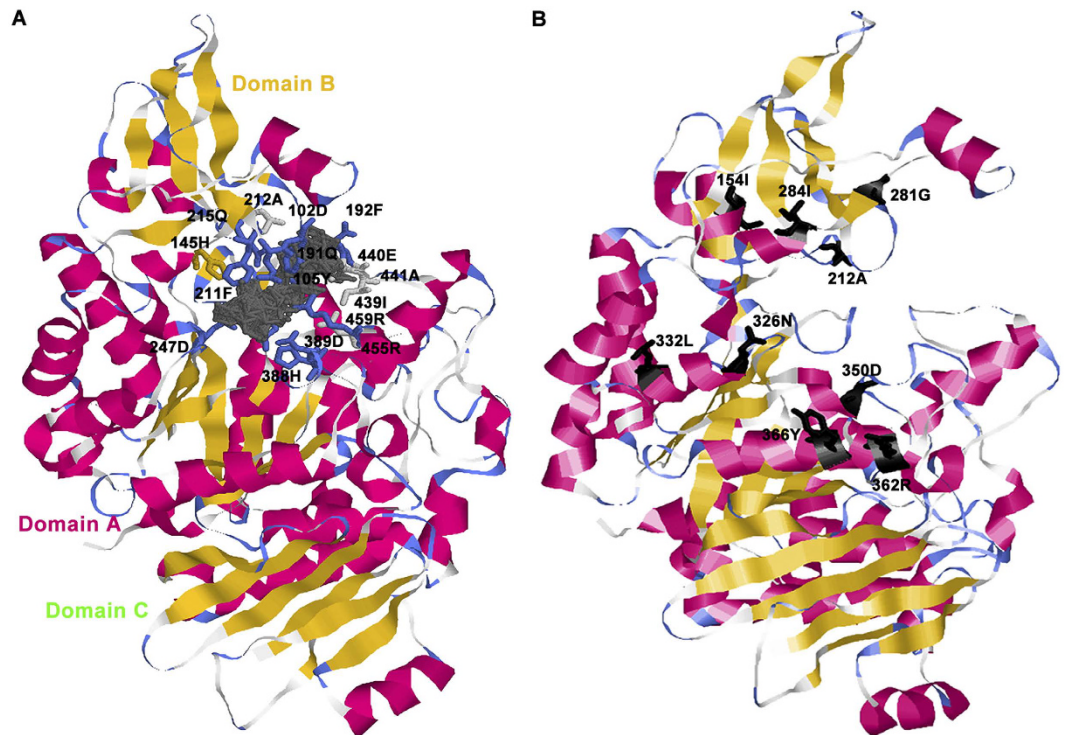 A
Domain B
212A
215Q
102D
192F
145H
191Q
440E
441A
105Y
211F
439I
459R
247D
389D
455R
388H
Domain A
Domain C
B
154I
284I
281G
212A
332L
326N
350D
366Y
362R